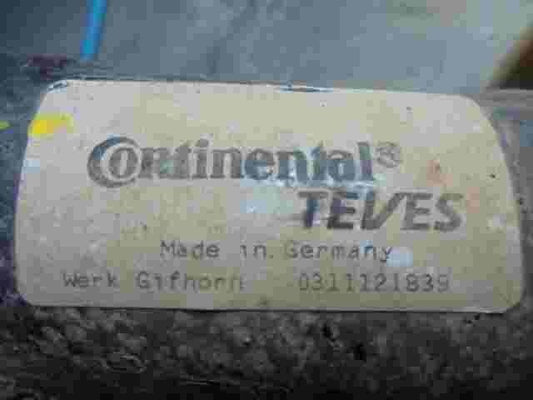 Continental®
TEVES
Made in Germany
Werk Gifhorn 0311121839